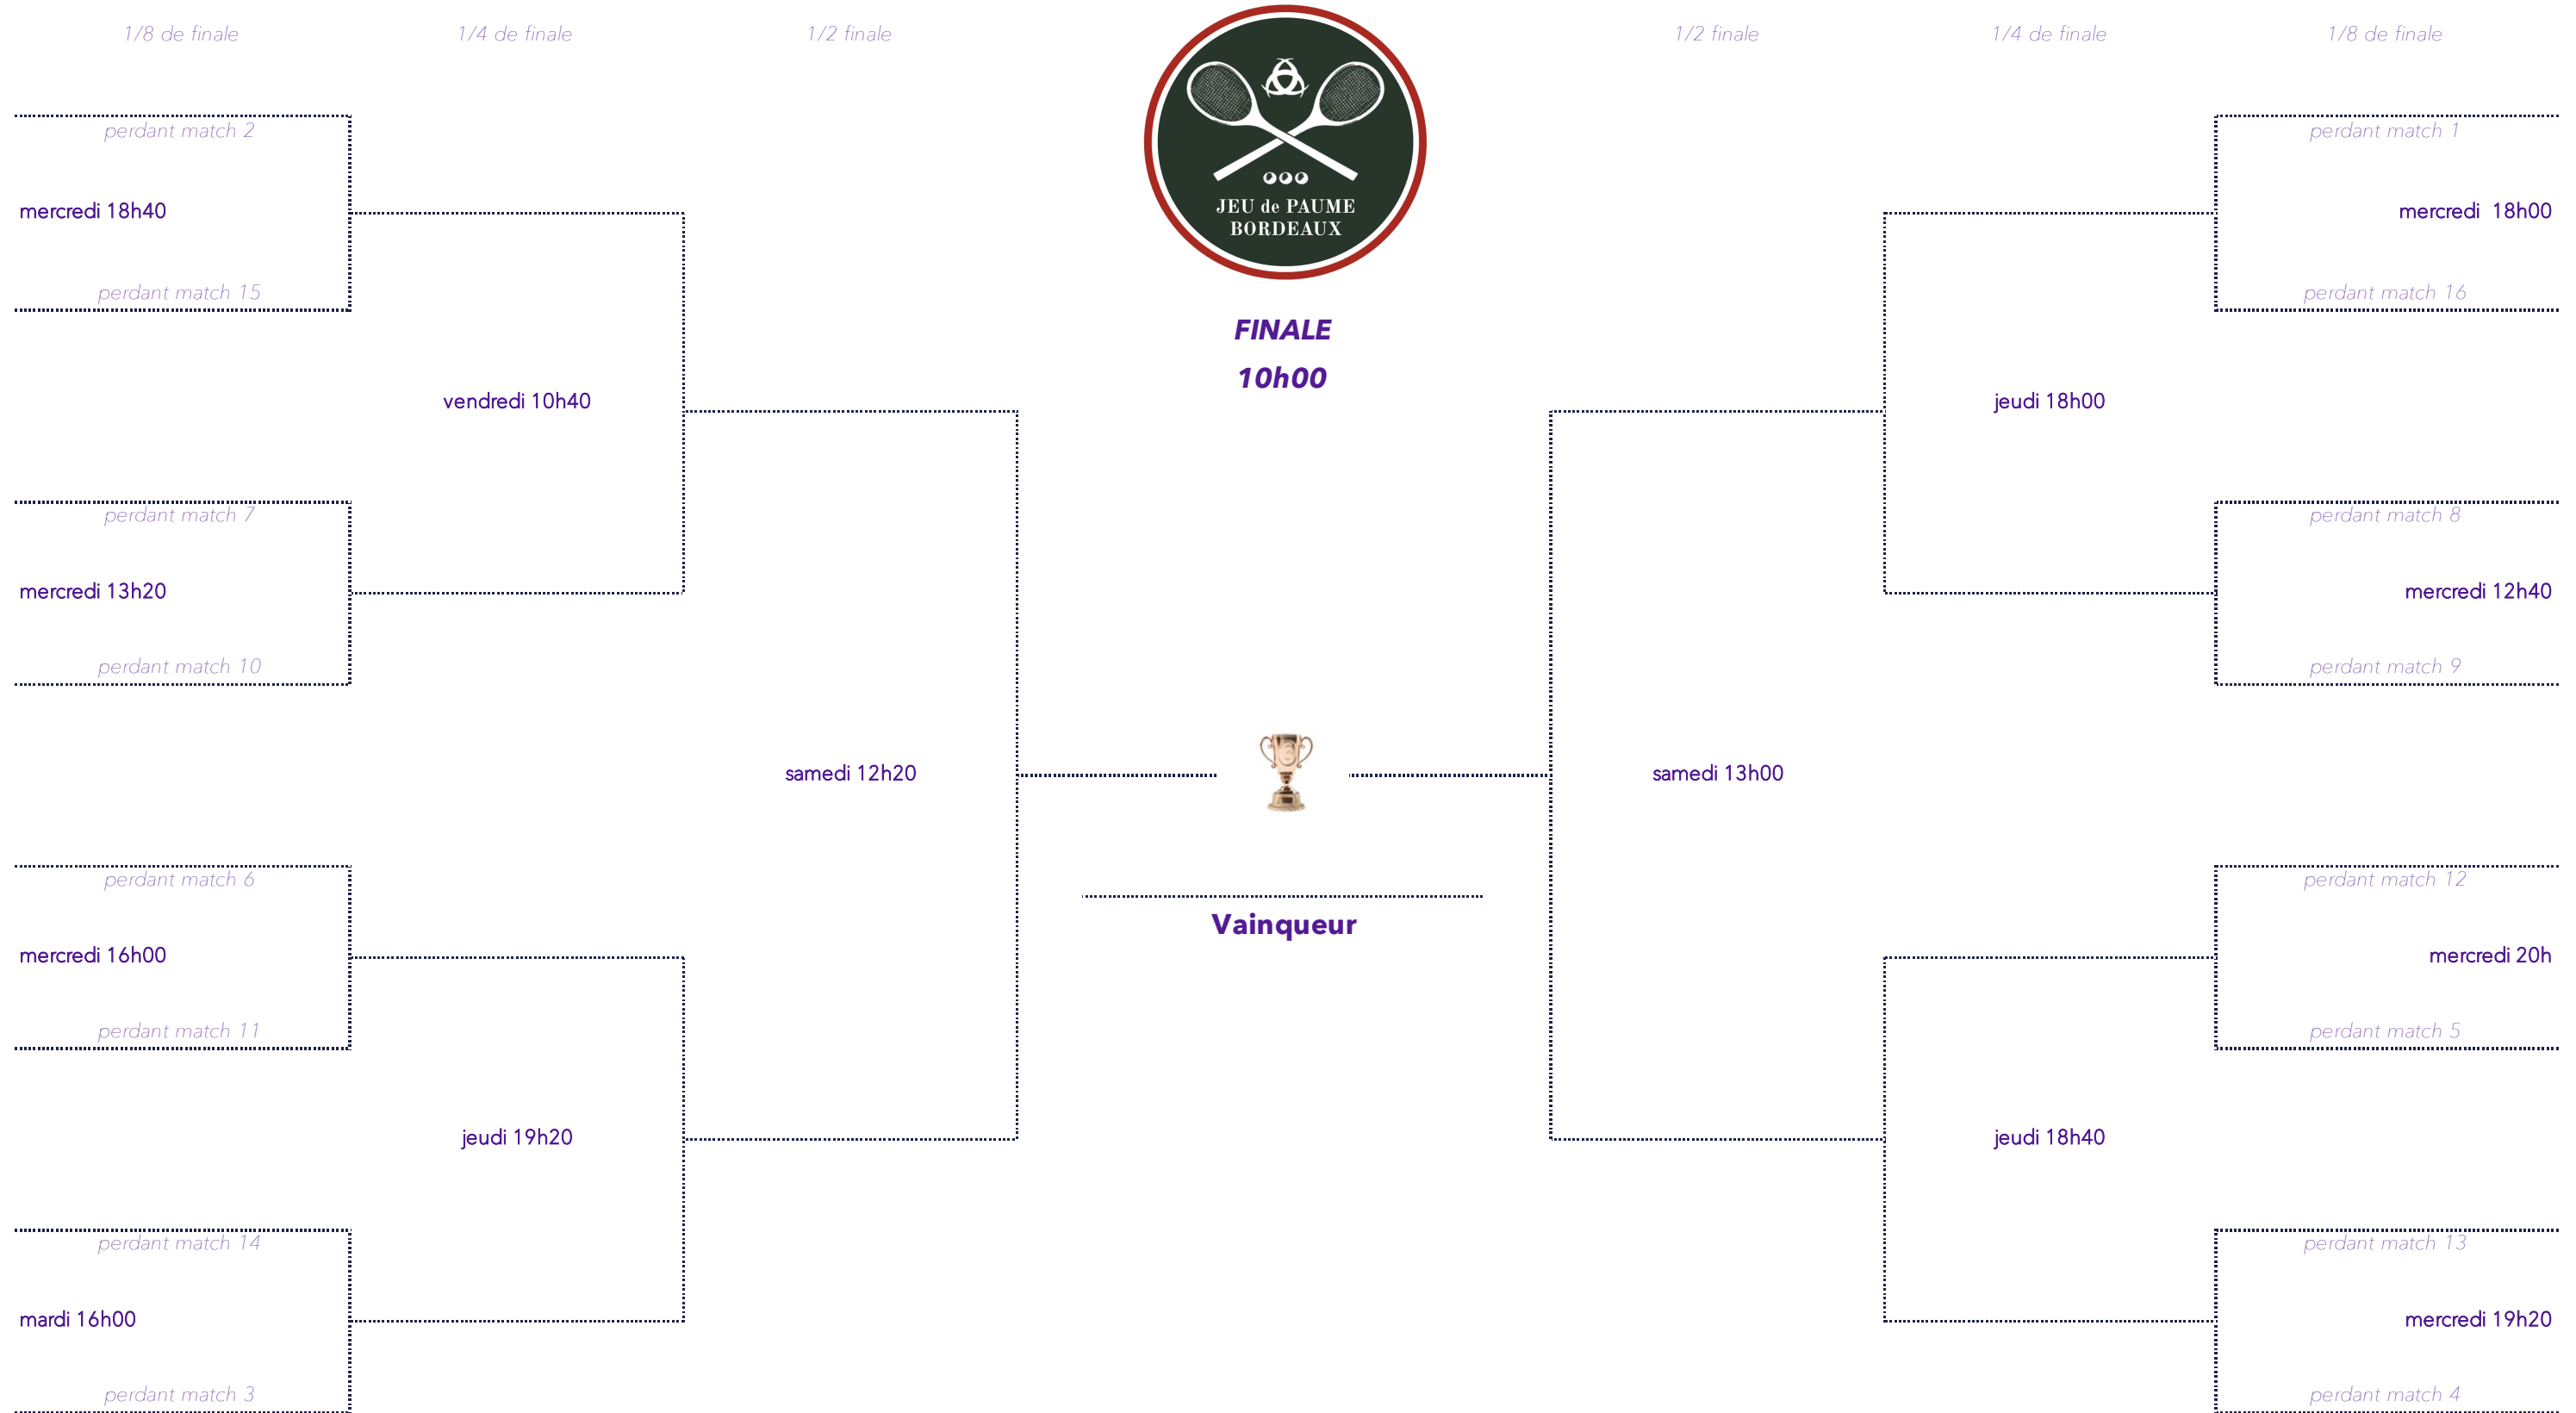 1/8 de finale
1/4 de finale
1/2 finale
1/2 finale
1/4 de finale
1/8 de finale
perdant match 2
perdant match 1
mercredi 18h40
mercredi 18h00
JEU de PAUME
BORDEAUX
perdant match 15
perdant match 16
FINALE
10h00
vendredi 10h40
jeudi 18h00
perdant match 7
perdant match 8
mercredi 13h20
mercredi 12h40
perdant match 10
perdant match 9
samedi 12h20
samedi 13h00
perdant match 6
perdant match 12
Vainqueur
mercredi 16h00
mercredi 20h
perdant match 11
perdant match 5
jeudi 19h20
jeudi 18h40
perdant match 14
perdant match 13
mardi 16h00
mercredi 19h20
perdant match 3
perdant match 4